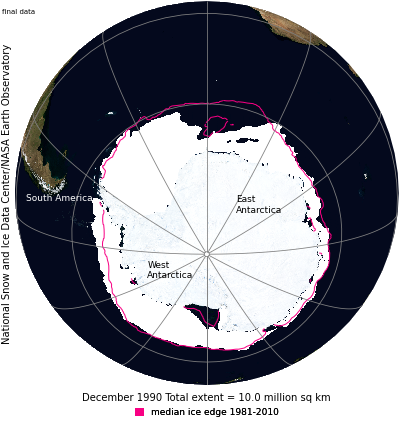 final data
National Snow and Ice Data Center/NASA Earth Observatory
South America
East
Antarctica
West
Antarctica
December 1990 Total extent = 10.0 million sq km
median ice edge 1981-2010